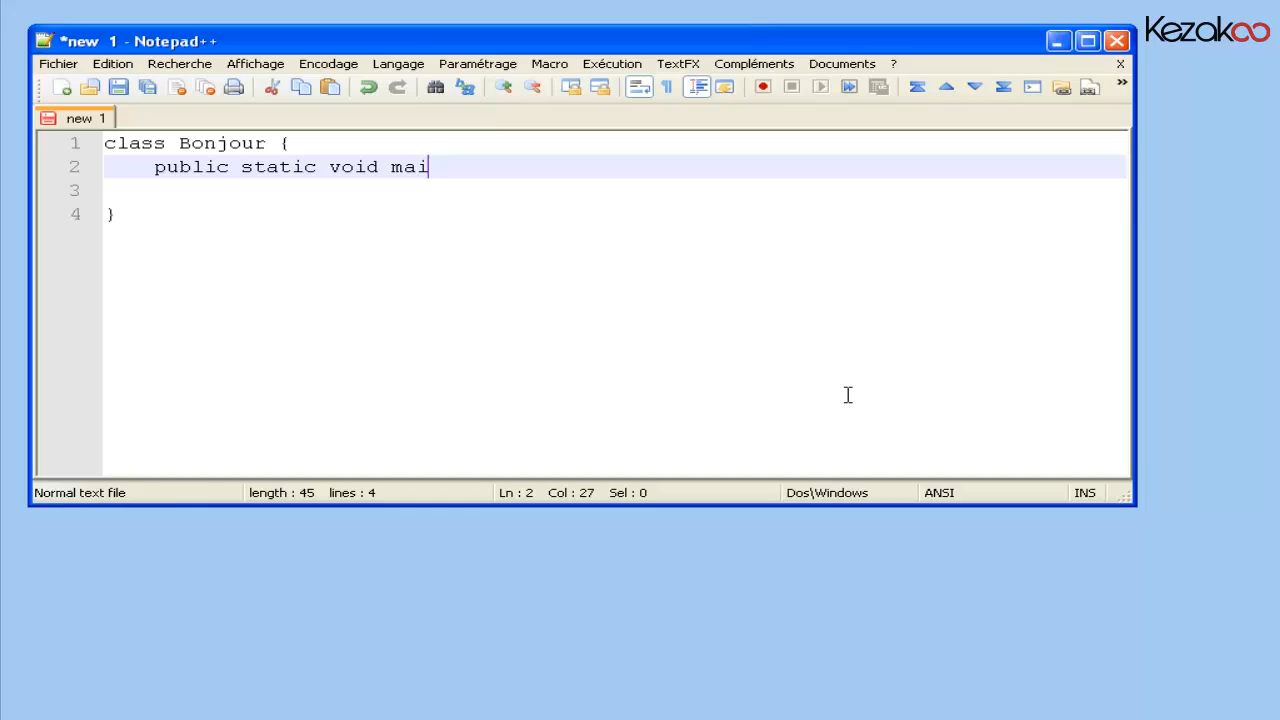 Kezakoo
*new 1 - Notepad++
Fichier Edition Recherche Affichage Encodage Langage Paramétrage Macro Exécution TextFX Compléments Documents ? X
»
new 1
1 class Bonjour {
2 public static void mai
3
4 }
Normal text file length : 45 lines : 4 Ln : 2 Col : 27 Sel : 0 Dos\Windows ANSI INS